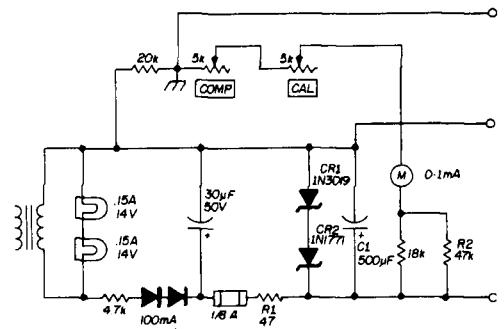 20k
5k
5k
COMP
CAL
.15A
14V
.15A
14V
30µF
50V
+
CR1
1N3019
CR2
1N1771
+
C1
500µF
M
0-1mA
18k
R2
47k
4.7k
100mA
1/8A
R1
47